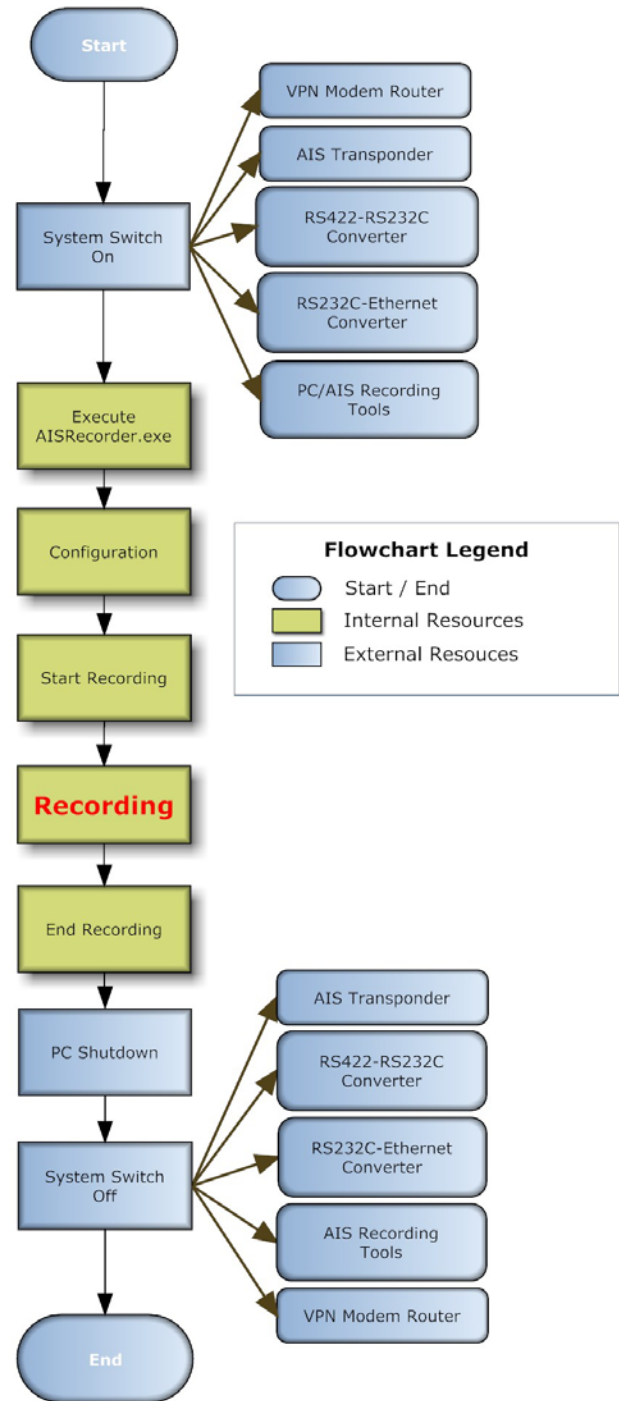 Start
System Switch
On
VPN Modem Router
AIS Transponder
RS422-RS232C
Converter
RS232C-Ethernet
Converter
PC/AIS Recording
Tools
Execute
AISRecorder.exe
Configuration
Start Recording
Recording
End Recording
Flowchart Legend
Start / End
Internal Resources
External Resouces
PC Shutdown
System Switch
Off
AIS Transponder
RS422-RS232C
Converter
RS232C-Ethernet
Converter
AIS Recording
Tools
VPN Modem Router
End